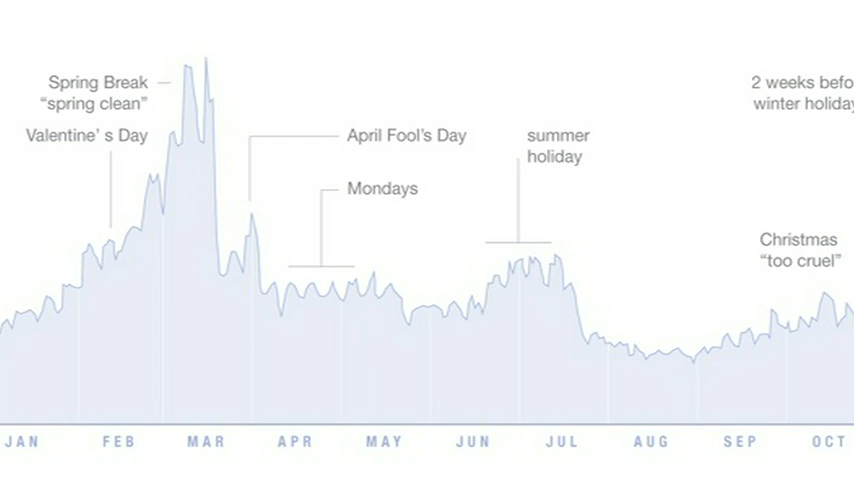 Spring Break
“spring clean”
Valentine’ s Day
April Fool’s Day
Mondays
summer
holiday
2 weeks befo
winter holiday
Christmas
“too cruel”
JAN FEB MAR APR MAY JUN JUL AUG SEP OCT